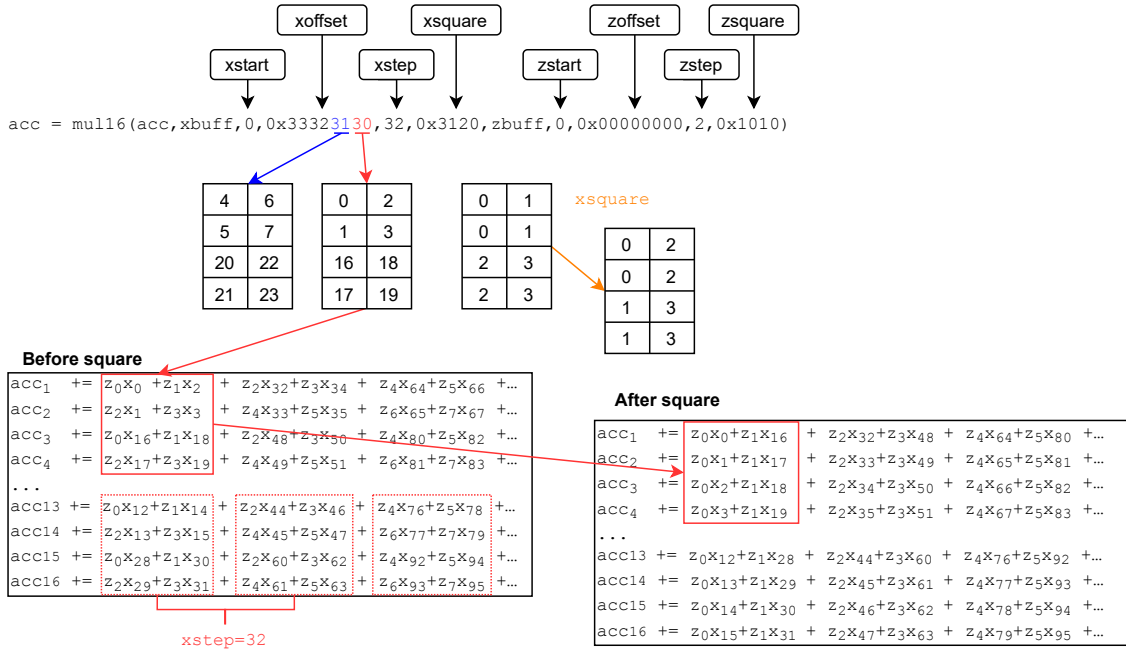 xoffset xsquare zoffset zsquare
xstart xstep zstart zstep
acc = mul16(acc,xbuff,0,0x33323130,32,0x3120,zbuff,0,0x00000000,2,0x1010)
4 6
5 7
20 22
21 23
0 2
1 3
16 18
17 19
0 1
0 1
2 3
2 3
xsquare
0 2
0 2
1 3
1 3
Before square
acc₁ += z₀x₀ +z₁x₂ + z₂x₃₂+z₃x₃₄ + z₄x₆₄+z₅x₆₆ +…
acc₂ += z₂x₁ +z₃x₃ + z₄x₃₃+z₅x₃₅ + z₆x₆₅+z₇x₆₇ +…
acc₃ += z₀x₁₆+z₁x₁₈ + z₂x₄₈+z₃x₅₀ + z₄x₈₀+z₅x₈₂ +…
acc₄ += z₂x₁₇+z₃x₁₉ + z₄x₄₉+z₅x₅₁ + z₆x₈₁+z₇x₈₃ +…
...
acc13 += z₀x₁₂+z₁x₁₄ + z₂x₄₄+z₃x₄₆ + z₄x₇₆+z₅x₇₈ +…
acc14 += z₂x₁₃+z₃x₁₅ + z₄x₄₅+z₅x₄₇ + z₆x₇₇+z₇x₇₉ +…
acc15 += z₀x₂₈+z₁x₃₀ + z₂x₆₀+z₃x₆₂ + z₄x₉₂+z₅x₉₄ +…
acc16 += z₂x₂₉+z₃x₃₁ + z₄x₆₁+z₅x₆₃ + z₆x₉₃+z₇x₉₅ +…
xstep=32
After square
acc₁ += z₀x₀+z₁x₁₆ + z₂x₃₂+z₃x₄₈ + z₄x₆₄+z₅x₈₀ +…
acc₂ += z₀x₁+z₁x₁₇ + z₂x₃₃+z₃x₄₉ + z₄x₆₅+z₅x₈₁ +…
acc₃ += z₀x₂+z₁x₁₈ + z₂x₃₄+z₃x₅₀ + z₄x₆₆+z₅x₈₂ +…
acc₄ += z₀x₃+z₁x₁₉ + z₂x₃₅+z₃x₅₁ + z₄x₆₇+z₅x₈₃ +…
...
acc13 += z₀x₁₂+z₁x₂₈ + z₂x₄₄+z₃x₆₀ + z₄x₇₆+z₅x₉₂ +…
acc14 += z₀x₁₃+z₁x₂₉ + z₂x₄₅+z₃x₆₁ + z₄x₇₇+z₅x₉₃ +…
acc15 += z₀x₁₄+z₁x₃₀ + z₂x₄₆+z₃x₆₂ + z₄x₇₈+z₅x₉₄ +…
acc16 += z₀x₁₅+z₁x₃₁ + z₂x₄₇+z₃x₆₃ + z₄x₇₉+z₅x₉₅ +…